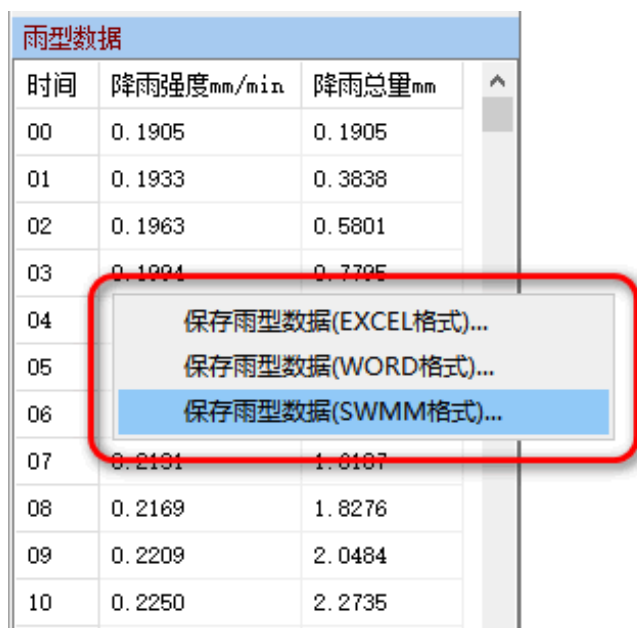 雨型数据
时间 降雨强度mm/min 降雨总量mm
00 0.1905 0.1905
01 0.1933 0.3838
02 0.1963 0.5801
03 0.1994 0.7795
04 保存雨型数据(EXCEL格式)...
05 保存雨型数据(WORD格式)...
06 保存雨型数据(SWMM格式)...
07
08 0.2169 1.8276
09 0.2209 2.0484
10 0.2250 2.2735